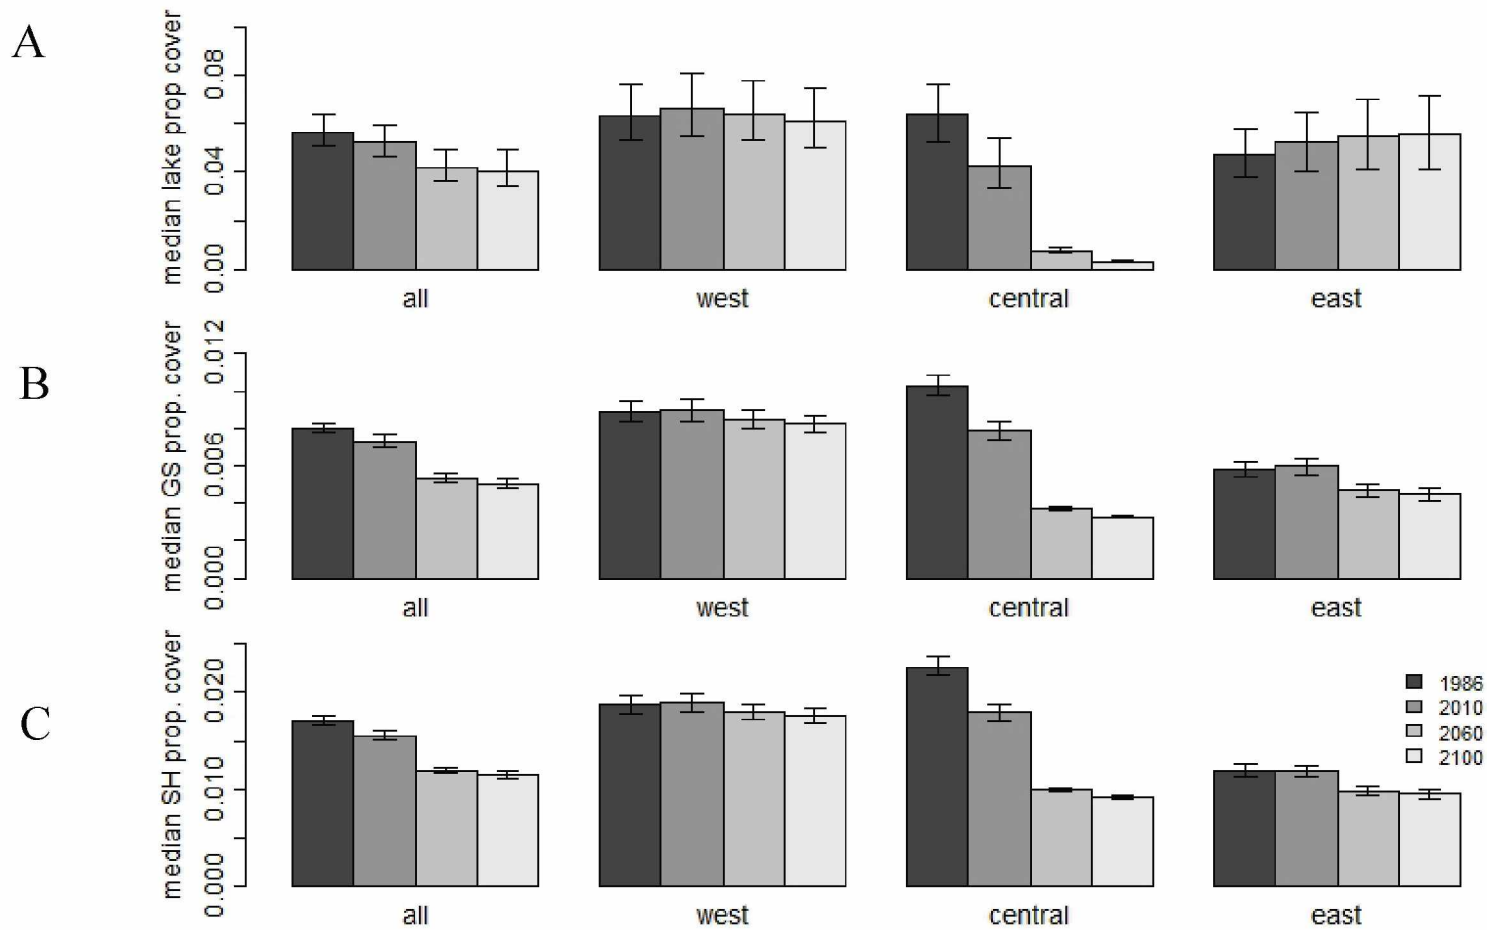 A
median lake prop cover
0.00 0.04 0.08
all west central east
B
median GS prop. cover
0.000 0.006 0.012
all west central east
C
median SH prop. cover
0.000 0.010 0.020
1986
2010
2060
2100
all west central east